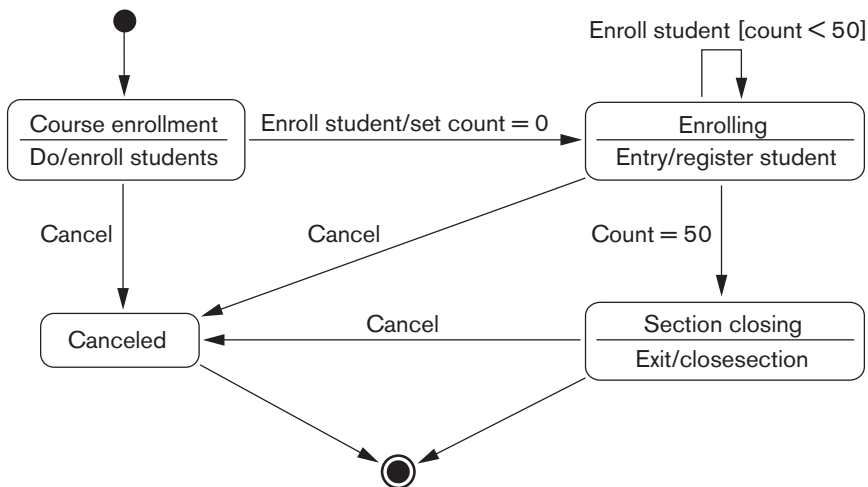 Enroll student [count < 50]
Course enrollment
Do/enroll students
Enroll student/set count = 0
Enrolling
Entry/register student
Cancel
Cancel
Count = 50
Canceled
Cancel
Section closing
Exit/closesection